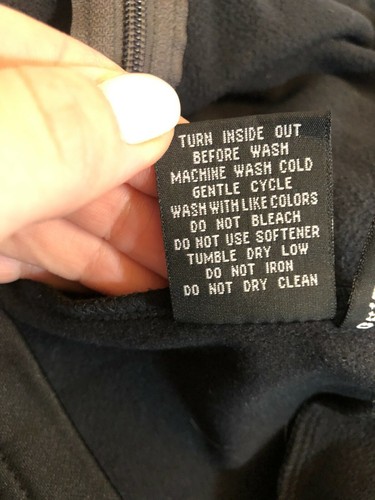 TURN INSIDE OUT
BEFORE WASH
MACHINE WASH COLD
GENTLE CYCLE
WASH WITH LIKE COLORS
DO NOT BLEACH
DO NOT USE SOFTENER
TUMBLE DRY LOW
DO NOT IRON
DO NOT DRY CLEAN